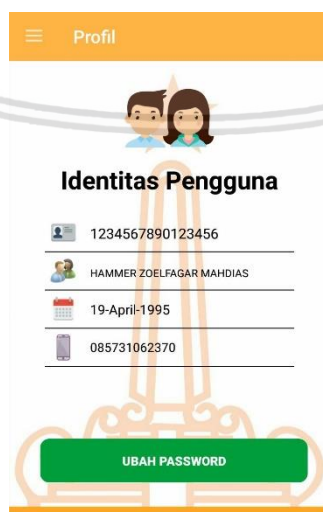 Profil
Identitas Pengguna
1234567890123456
HAMMER ZOELFAGAR MAHDIAS
19-April-1995
085731062370
UBAH PASSWORD